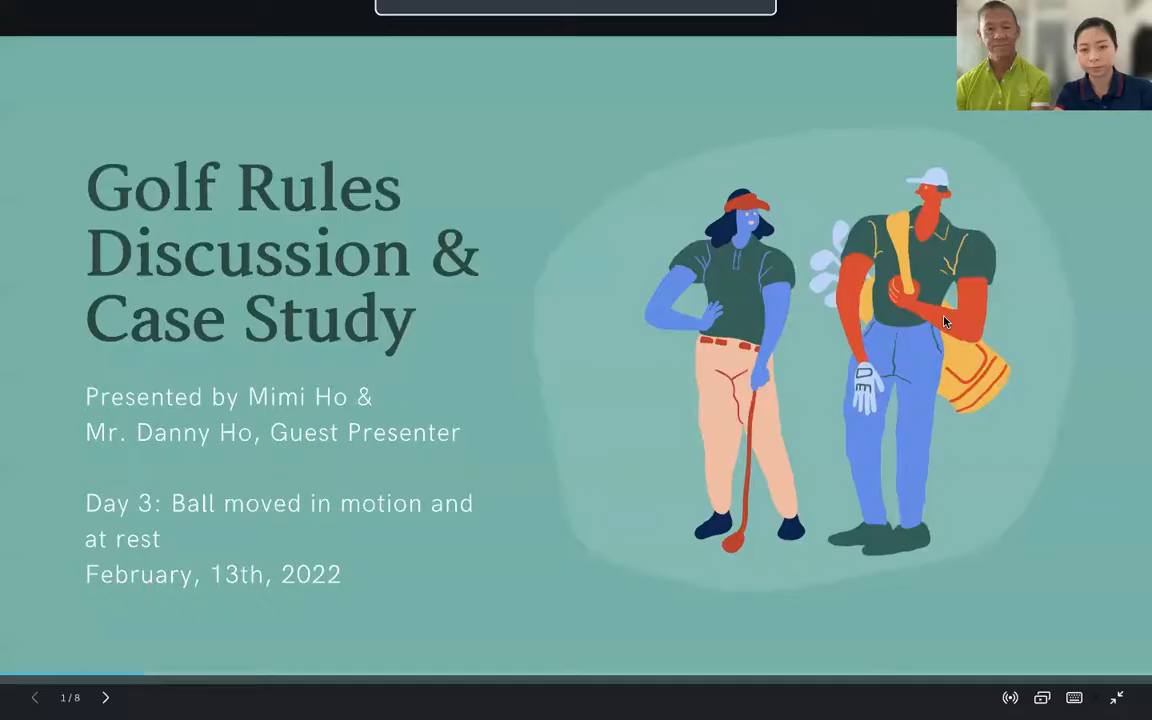 Golf Rules
Discussion &
Case Study
Presented by Mimi Ho &
Mr. Danny Ho, Guest Presenter
Day 3: Ball moved in motion and
at rest
February, 13th, 2022
1/8